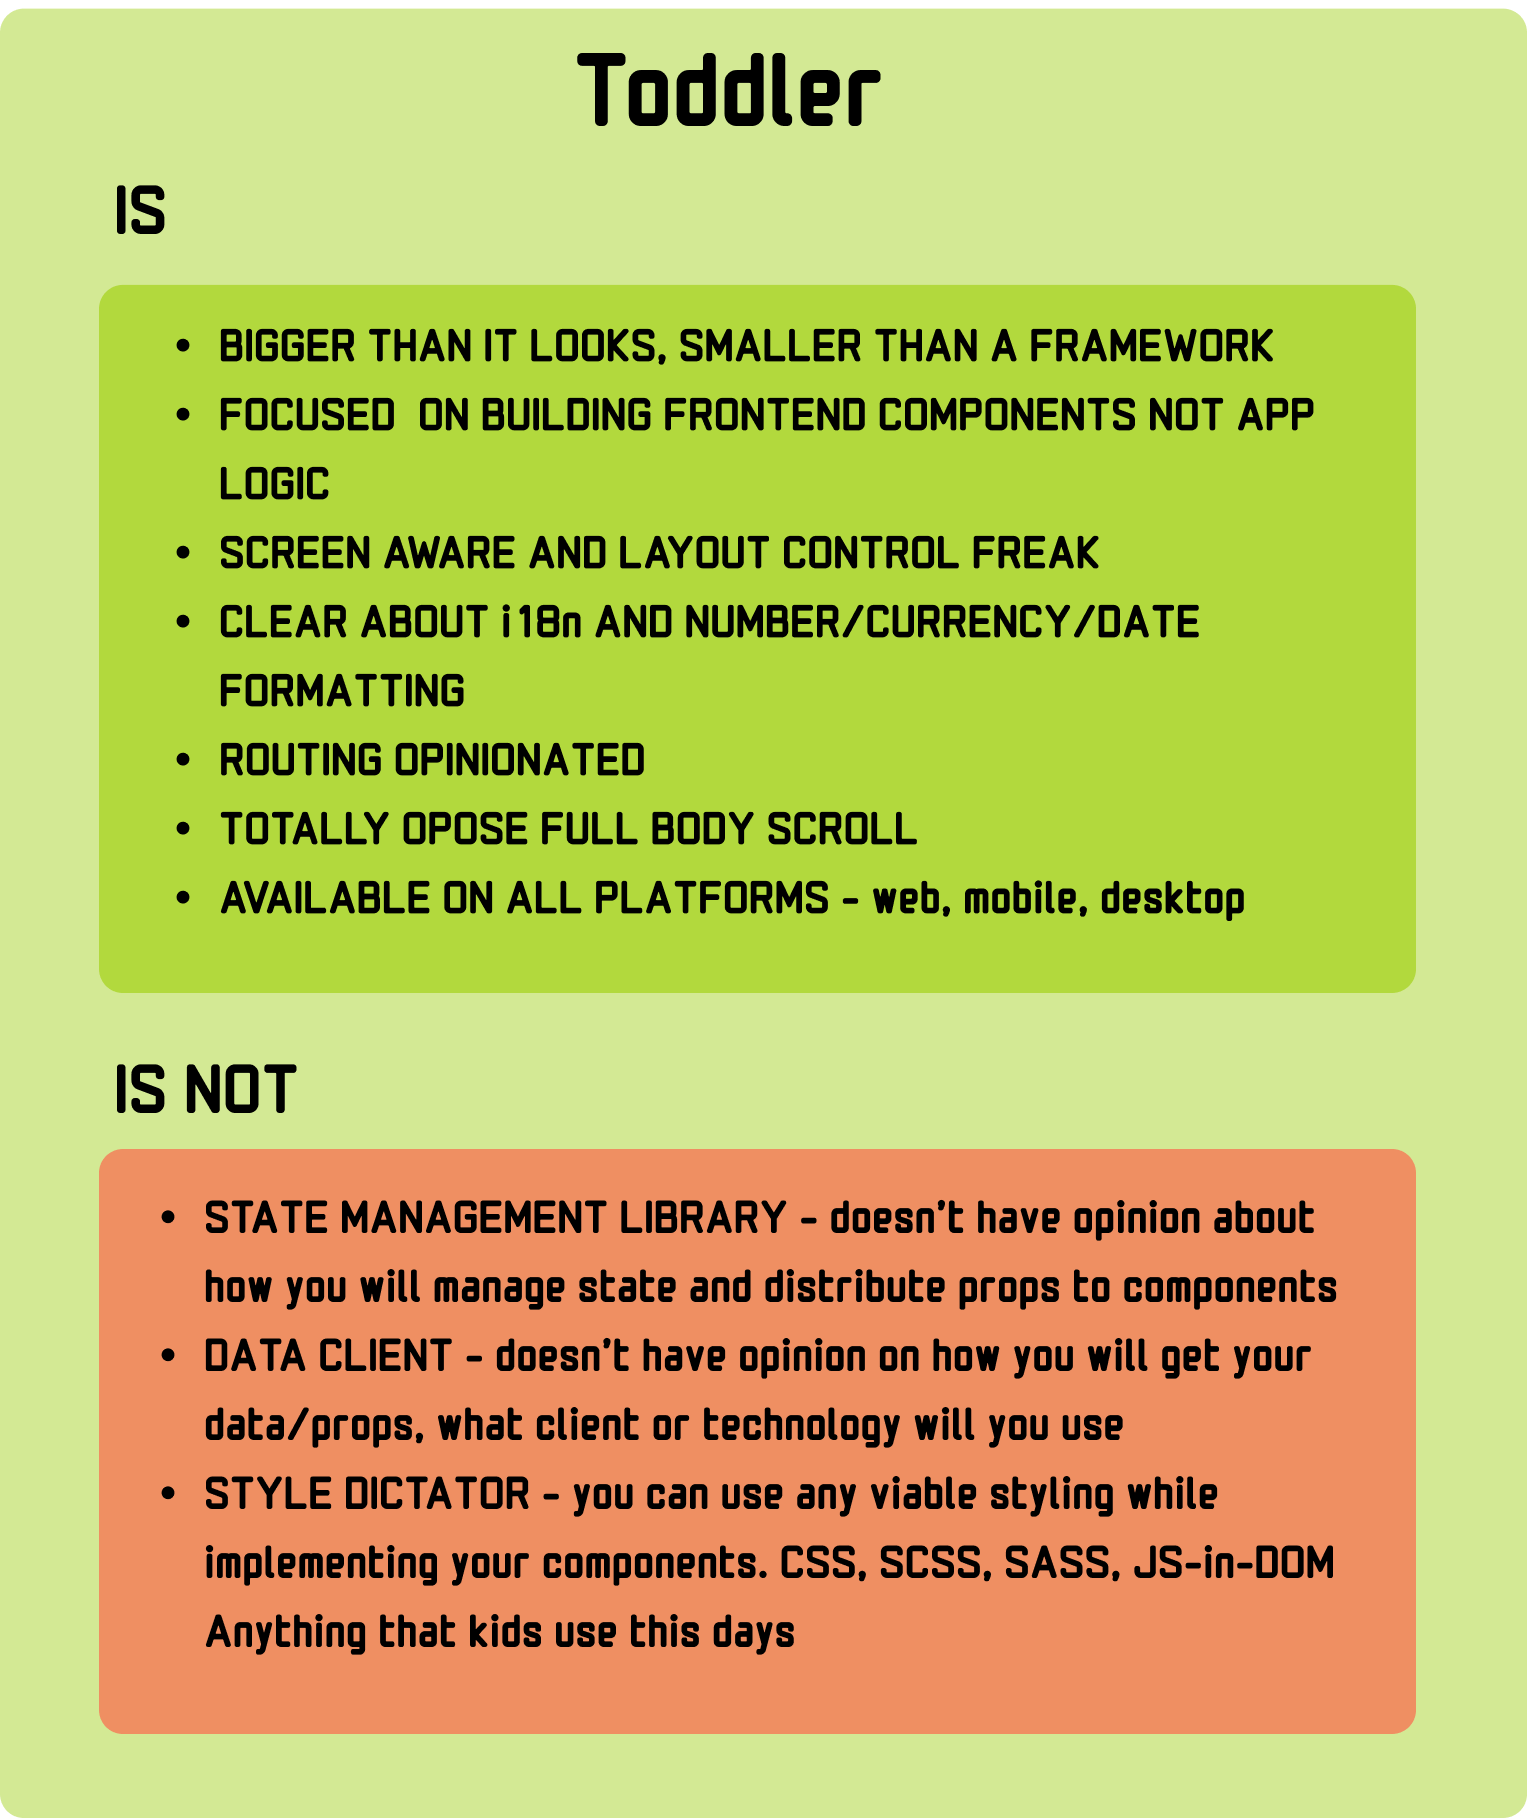 Toddler
IS
• BIGGER THAN IT LOOKS, SMALLER THAN A FRAMEWORK
• FOCUSED  ON BUILDING FRONTEND COMPONENTS NOT APP
LOGIC
• SCREEN AWARE AND LAYOUT CONTROL FREAK
• CLEAR ABOUT i18n AND NUMBER/CURRENCY/DATE
FORMATTING
• ROUTING OPINIONATED
• TOTALLY OPOSE FULL BODY SCROLL
• AVAILABLE ON ALL PLATFORMS - web, mobile, desktop
IS NOT
• STATE MANAGEMENT LIBRARY - doesn't have opinion about
how you will manage state and distribute props to components
• DATA CLIENT - doesn't have opinion on how you will get your
data/props, what client or technology will you use
• STYLE DICTATOR - you can use any viable styling while
implementing your components. CSS, SCSS, SASS, JS-in-DOM
Anything that kids use this days